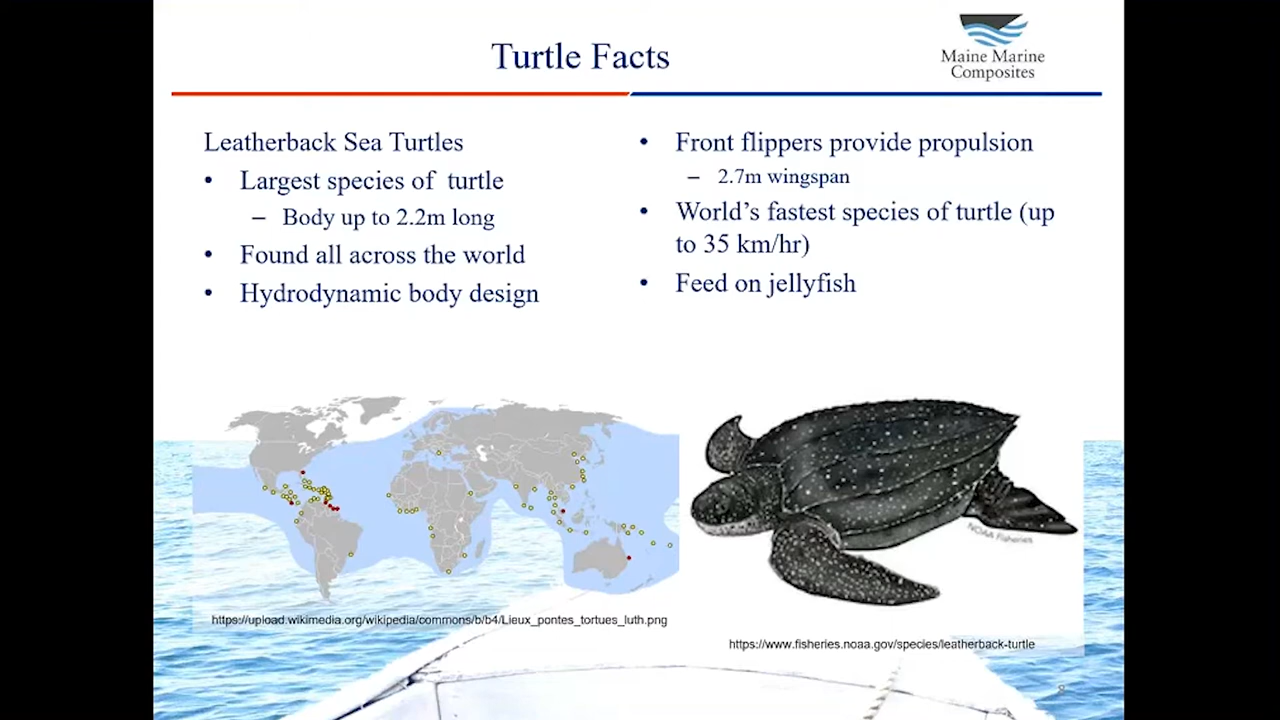 Turtle Facts
Maine Marine
Composites
Leatherback Sea Turtles
• Largest species of turtle
– Body up to 2.2m long
• Found all across the world
• Hydrodynamic body design
• Front flippers provide propulsion
– 2.7m wingspan
• World's fastest species of turtle (up
to 35 km/hr)
• Feed on jellyfish
NOAA Fisheries
https://upload.wikimedia.org/wikipedia/commons/b/b4/Lieux_pontes_tortues_luth.png
https://www.fisheries.noaa.gov/species/leatherback-turtle
8